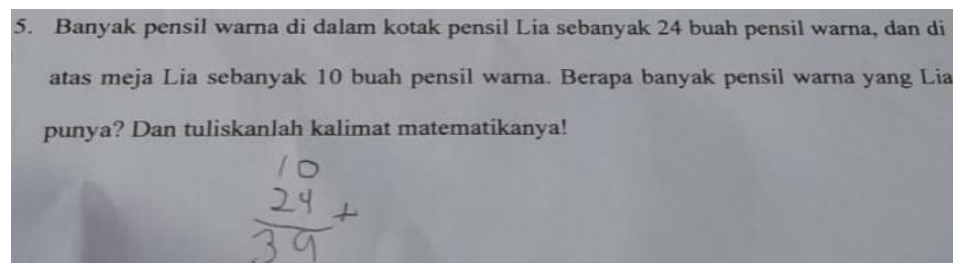 5. Banyak pensil warna di dalam kotak pensil Lia sebanyak 24 buah pensil warna, dan di
atas meja Lia sebanyak 10 buah pensil warna. Berapa banyak pensil warna yang Lia
punya? Dan tuliskanlah kalimat matematikanya!
10
24 +
39